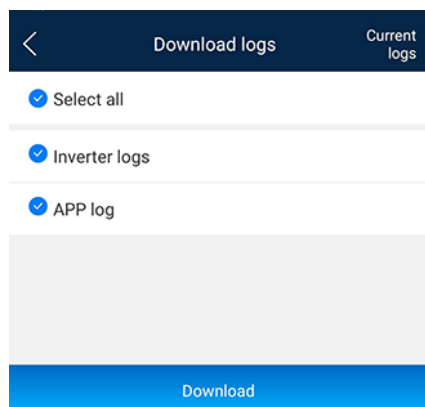 Download logs
Current
logs
Select all
Inverter logs
APP log
Download